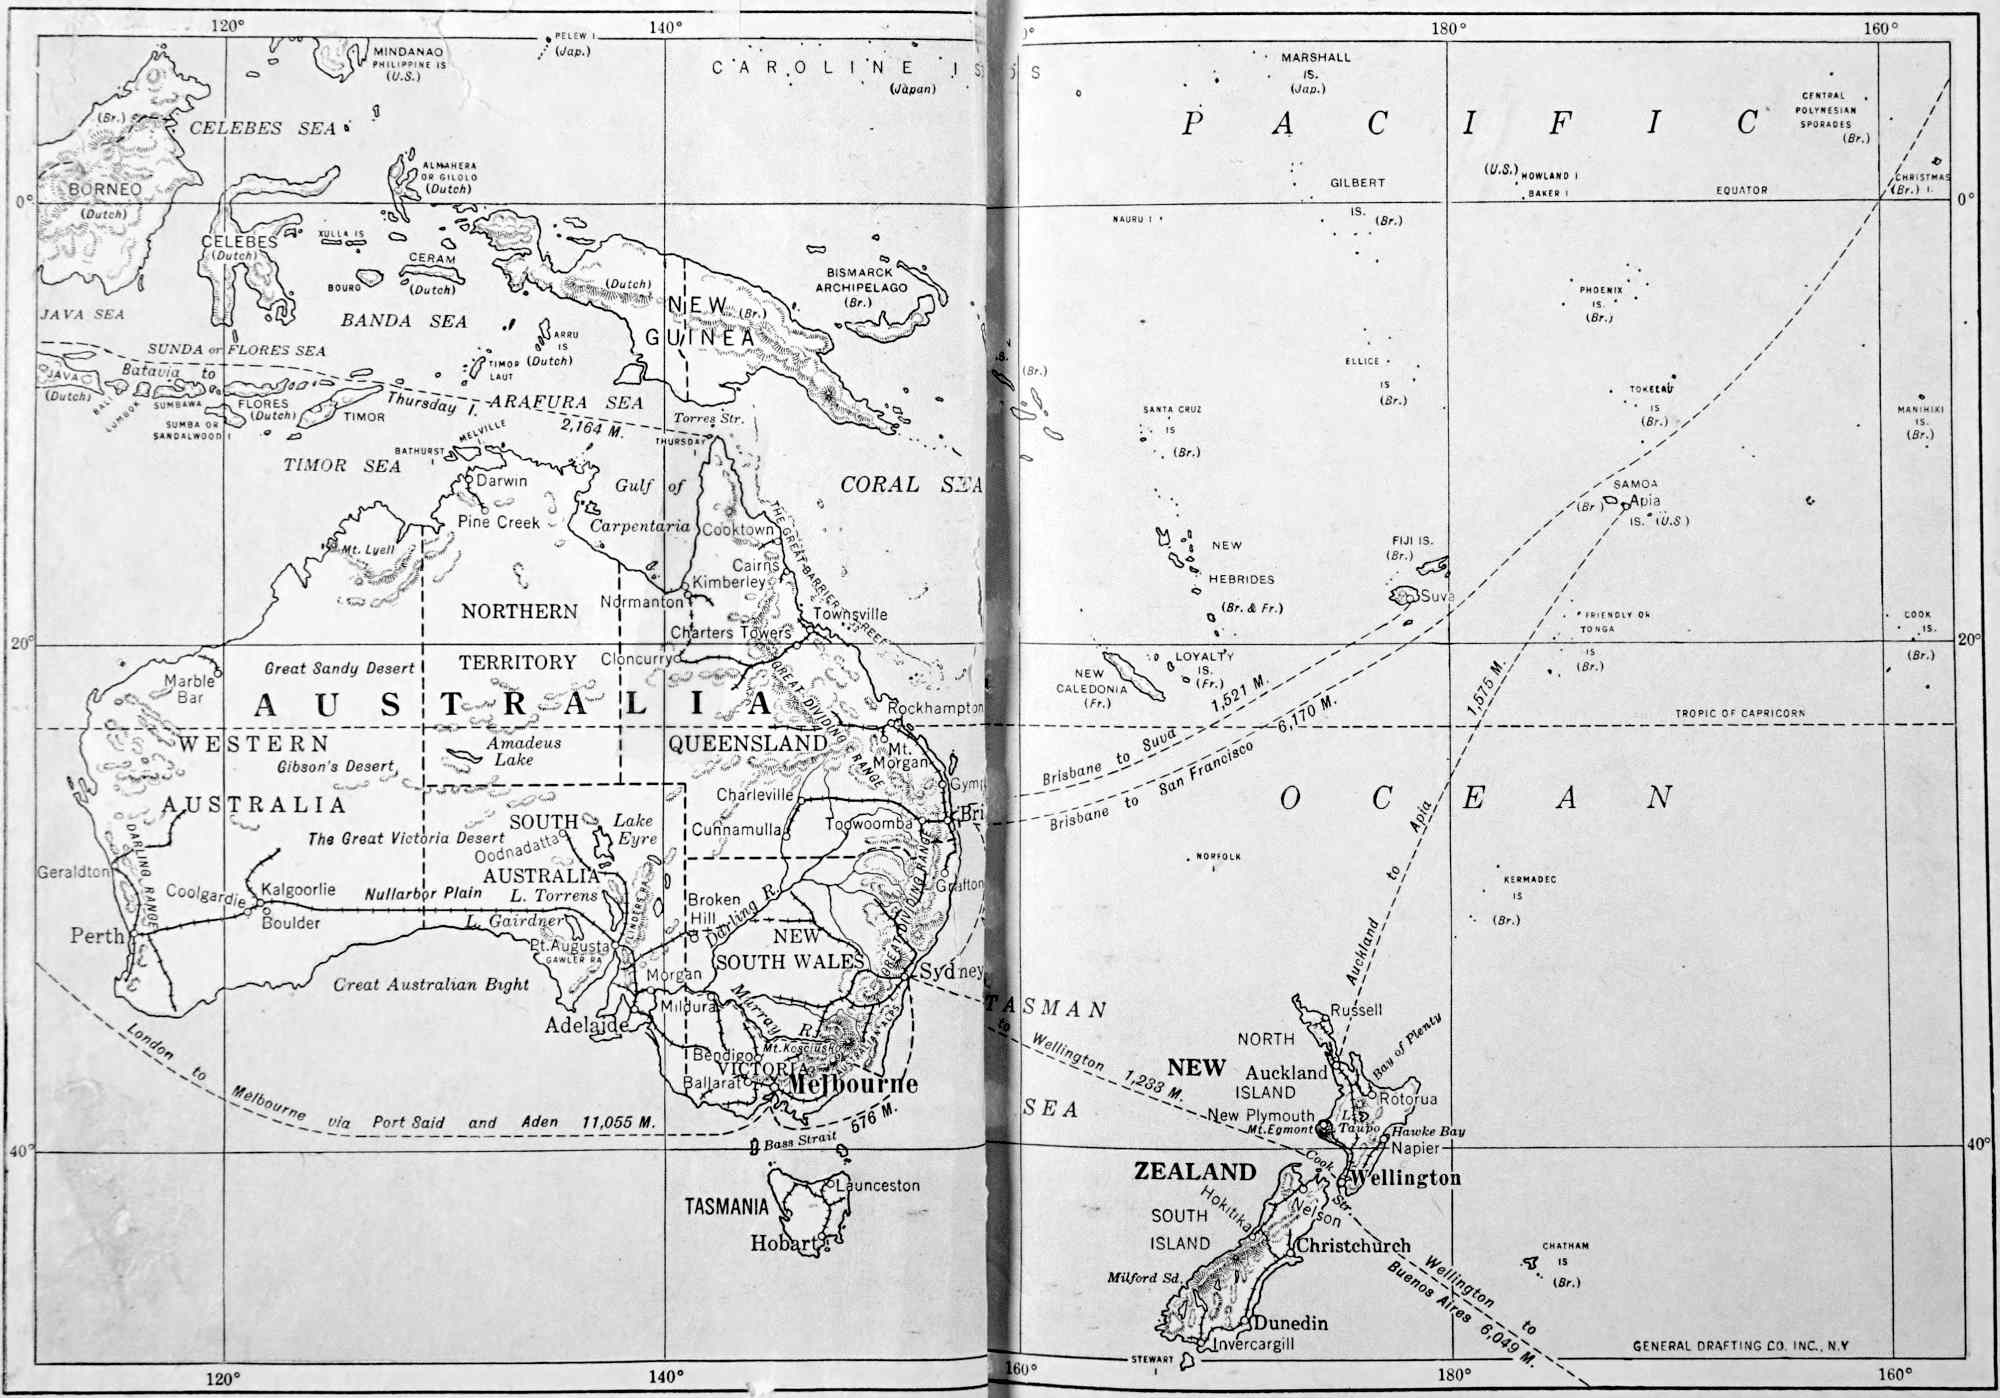 120°
140°
180°
160°
PELEW I
(Jap.)
MINDANAO
PHILIPPINE IS
(U.S.)
CAROLINE IS
S
(Japan)
MARSHALL
IS.
(Jap.)
CENTRAL
POLYNESIAN
SPORADES
(Br.)
PACIFIC
(Br.)
CELEBES SEA
ALMAHERA
OR GILOLO
(Dutch)
BORNEO
(Dutch)
GILBERT
IS.
(Br.)
(U.S.)
HOWLAND I
BAKER I
EQUATOR
CHRISTMAS
(Br.) I.
0°
0°
NAURU I
CELEBES
(Dutch)
XULLA IS
CERAM
(Dutch)
BOURO
(Dutch)
NEW
(Br.)
GUINEA
BISMARCK
ARCHIPELAGO
(Br.)
PHOENIX
IS.
(Br.)
JAVA SEA
BANDA SEA
ARRU
IS
(Dutch)
SUNDA or FLORES SEA
TIMOR
LAUT
ELLICE
IS
(Br.)
(Br.)
TOKELAU
IS
(Br.)
JAVA
(Dutch)
Batavia to
Thursday I.
2,164 M.
BALI
LUMBOK
SUMBAWA
FLORES
(Dutch)
TIMOR
SUMBA OR
SANDALWOOD I
ARAFURA SEA
Torres Str.
THURSDAY
SANTA CRUZ
IS
(Br.)
MANIHIKI
IS.
(Br.)
TIMOR SEA
BATHURST
I
MELVILLE
I.
Darwin
Pine Creek
Gulf of
Carpentaria
CORAL SEA
Cooktown
THE GREAT BARRIER REEF
SAMOA
(Br)
Apia
IS. (U.S)
Mt. Lyell
Cairns
Kimberley
Normanton
NEW
HEBRIDES
(Br. & Fr.)
FIJI IS.
(Br.)
Suva
NORTHERN
TERRITORY
Townsville
Charters Towers
Cloncurry
FRIENDLY OR
TONGA
IS
(Br.)
COOK
IS.
(Br.)
20°
20°
Great Sandy Desert
Marble
Bar
NEW
CALEDONIA
(Fr.)
LOYALTY
IS.
(Fr.)
1,521 M.
6,170 M.
1,575 M.
AUSTRALIA
GREAT DIVIDING RANGE
Rockhampton
TROPIC OF CAPRICORN
WESTERN
AUSTRALIA
Amadeus
Lake
QUEENSLAND
Mt.
Morgan
Brisbane to Suva
Brisbane to San Francisco
Gibson's Desert
Gymp
Charleville
OCEAN
SOUTH
AUSTRALIA
Lake
Eyre
Cunnamulla
Toowoomba
Bri
The Great Victoria Desert
Oodnadatta
DARLING RANGE
Geraldton
NORFOLK
Auckland to Apia
Coolgardie
Kalgoorlie
Boulder
Nullarbor Plain
L. Torrens
L. Gairdner
FLINDERS RA
Broken
Hill
Darling R.
Grafton
GREAT DIVIDING RANGE
KERMADEC
IS
(Br.)
Perth
Pt. Augusta
GAWLER RA
NEW
SOUTH WALES
Sydney
Great Australian Bight
Morgan
Mildura
Murray
R.
Adelaide
TASMAN
SEA
Russell
NORTH
ISLAND
Bay of Plenty
London to Melbourne via Port Said and Aden 11,055 M.
Bendigo
Mt. Kosciusko
AUSTRALIAN ALPS
VICTORIA
Ballarat
Melbourne
576 M.
to Wellington 1,233 M.
NEW
ZEALAND
Auckland
Rotorua
New Plymouth
Mt. Egmont
L.
Taupo
Hawke Bay
Napier
Bass Strait
40°
40°
Cook
Str.
Wellington
TASMANIA
Launceston
Hobart
Hokitika
Nelson
SOUTH
ISLAND
Christchurch
Milford Sd.
CHATHAM
IS
(Br.)
Wellington to
Buenos Aires 6,049 M.
Dunedin
Invercargill
STEWART
I
GENERAL DRAFTING CO. INC., N.Y
120°
140°
160°
180°
160°